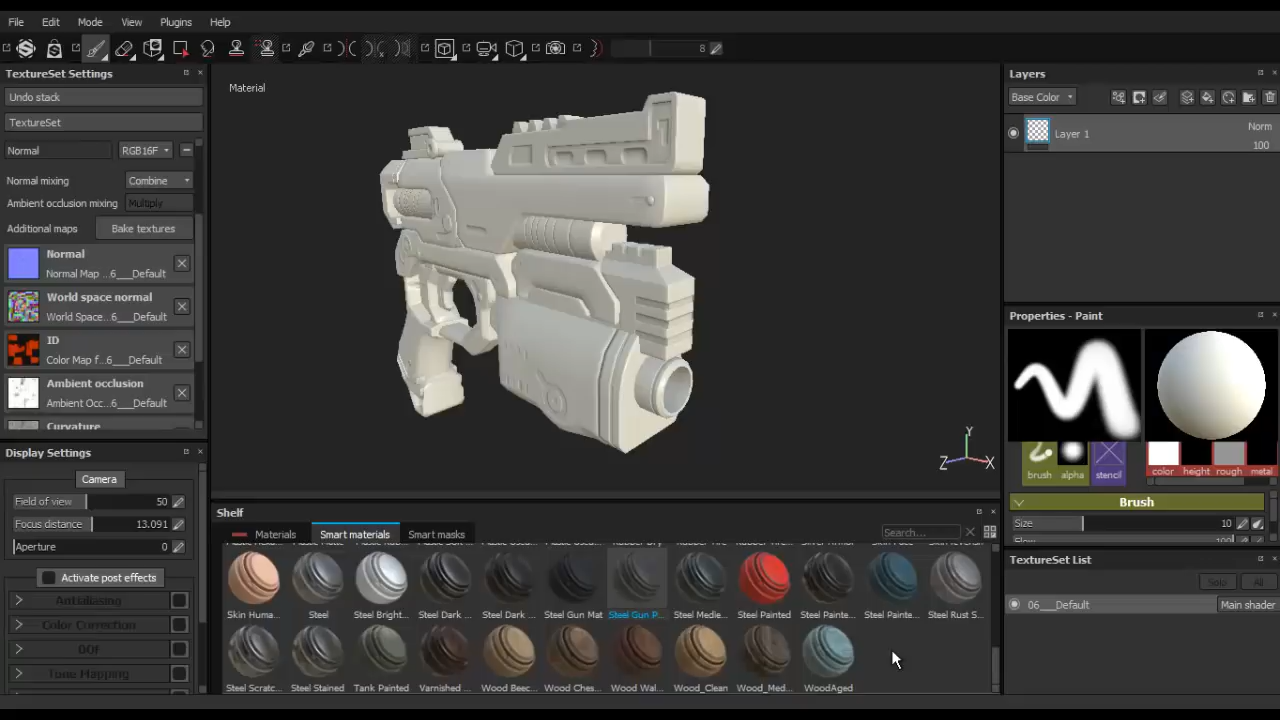 File Edit Mode View Plugins Help
8
TextureSet Settings
Undo stack
TextureSet
Normal RGB16F
Normal mixing Combine
Ambient occlusion mixing Multiply
Additional maps Bake textures
Normal
Normal Map ...6___Default
World space normal
World Space...6___Default
ID
Color Map f...6___Default
Ambient occlusion
Ambient Occ...6___Default
Curvature
Display Settings
Camera
Field of view 50
Focus distance 13.091
Aperture 0
Activate post effects
Antialiasing
Color Correction
DOF
Tone Mapping
Material
Y
Z X
Shelf
Materials Smart materials Smart masks
Search...
Skin Huma... Steel Steel Bright... Steel Dark ... Steel Dark ... Steel Gun Mat Steel Gun P... Steel Medie... Steel Painted Steel Painte... Steel Painte... Steel Rust S...
Steel Scratc... Steel Stained Tank Painted Varnished ... Wood Beec... Wood Ches... Wood Wal... Wood_Clean Wood_Med... WoodAged
Layers
Base Color
Layer 1 Norm
100
Properties - Paint
brush alpha stencil color height rough metal
Brush
Size 10
TextureSet List
Solo All
06___Default Main shader